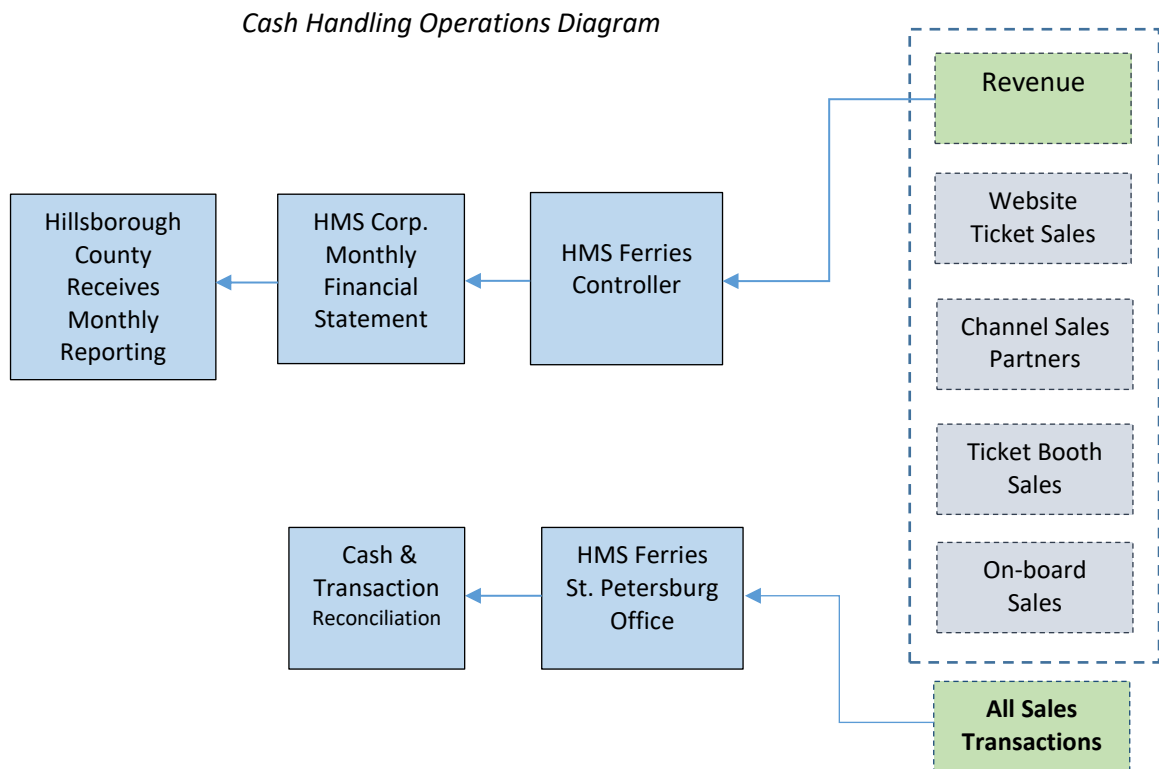 Cash Handling Operations Diagram
Revenue
Website
Ticket Sales
Channel Sales
Partners
Ticket Booth
Sales
On-board
Sales
All Sales
Transactions
HMS Ferries
Controller
HMS Corp.
Monthly
Financial
Statement
Hillsborough
County
Receives
Monthly
Reporting
HMS Ferries
St. Petersburg
Office
Cash &
Transaction
Reconciliation